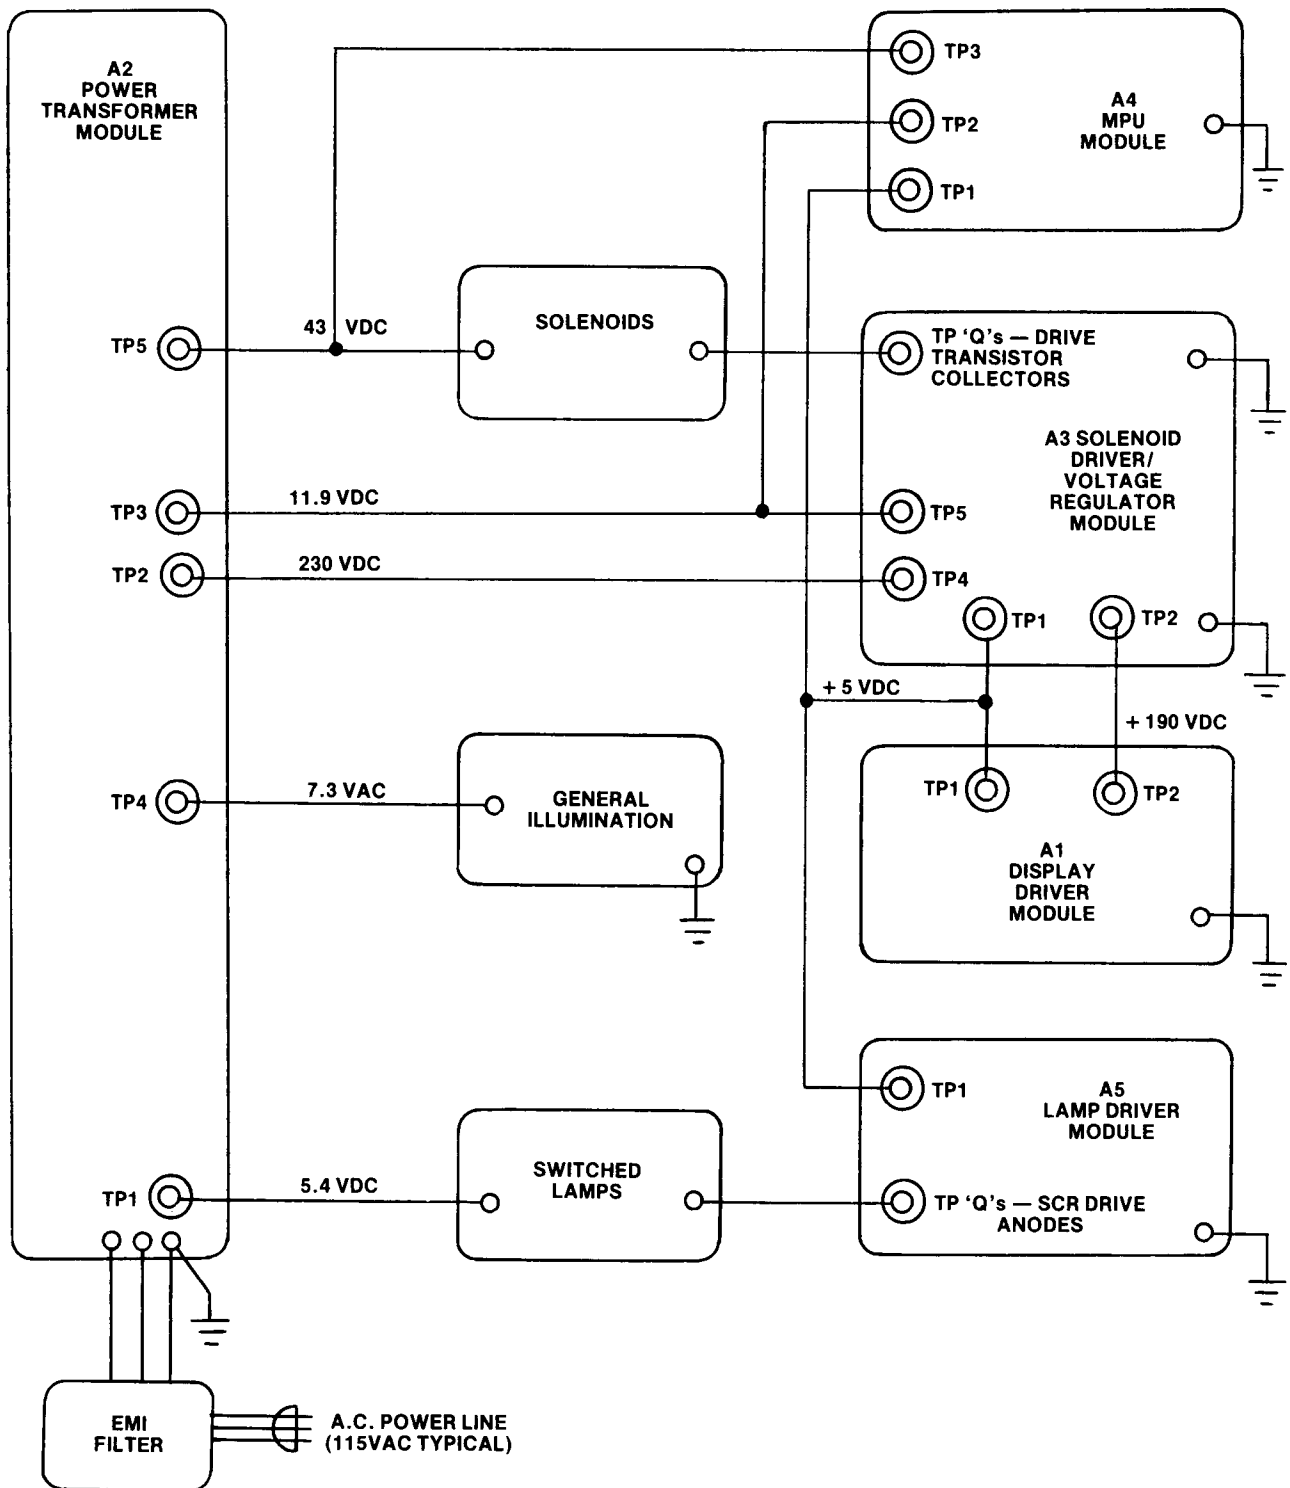 A2
POWER
TRANSFORMER
MODULE
TP3
TP2
TP1
A4
MPU
MODULE
TP5
43 VDC
SOLENOIDS
TP 'Q's — DRIVE
TRANSISTOR
COLLECTORS
A3 SOLENOID
DRIVER/
VOLTAGE
REGULATOR
MODULE
TP3
11.9 VDC
TP5
TP2
230 VDC
TP4
TP1
TP2
+ 5 VDC
+ 190 VDC
TP4
7.3 VAC
GENERAL
ILLUMINATION
TP1
TP2
A1
DISPLAY
DRIVER
MODULE
TP1
A5
LAMP DRIVER
MODULE
TP1
5.4 VDC
SWITCHED
LAMPS
TP 'Q's — SCR DRIVE
ANODES
EMI
FILTER
A.C. POWER LINE
(115VAC TYPICAL)